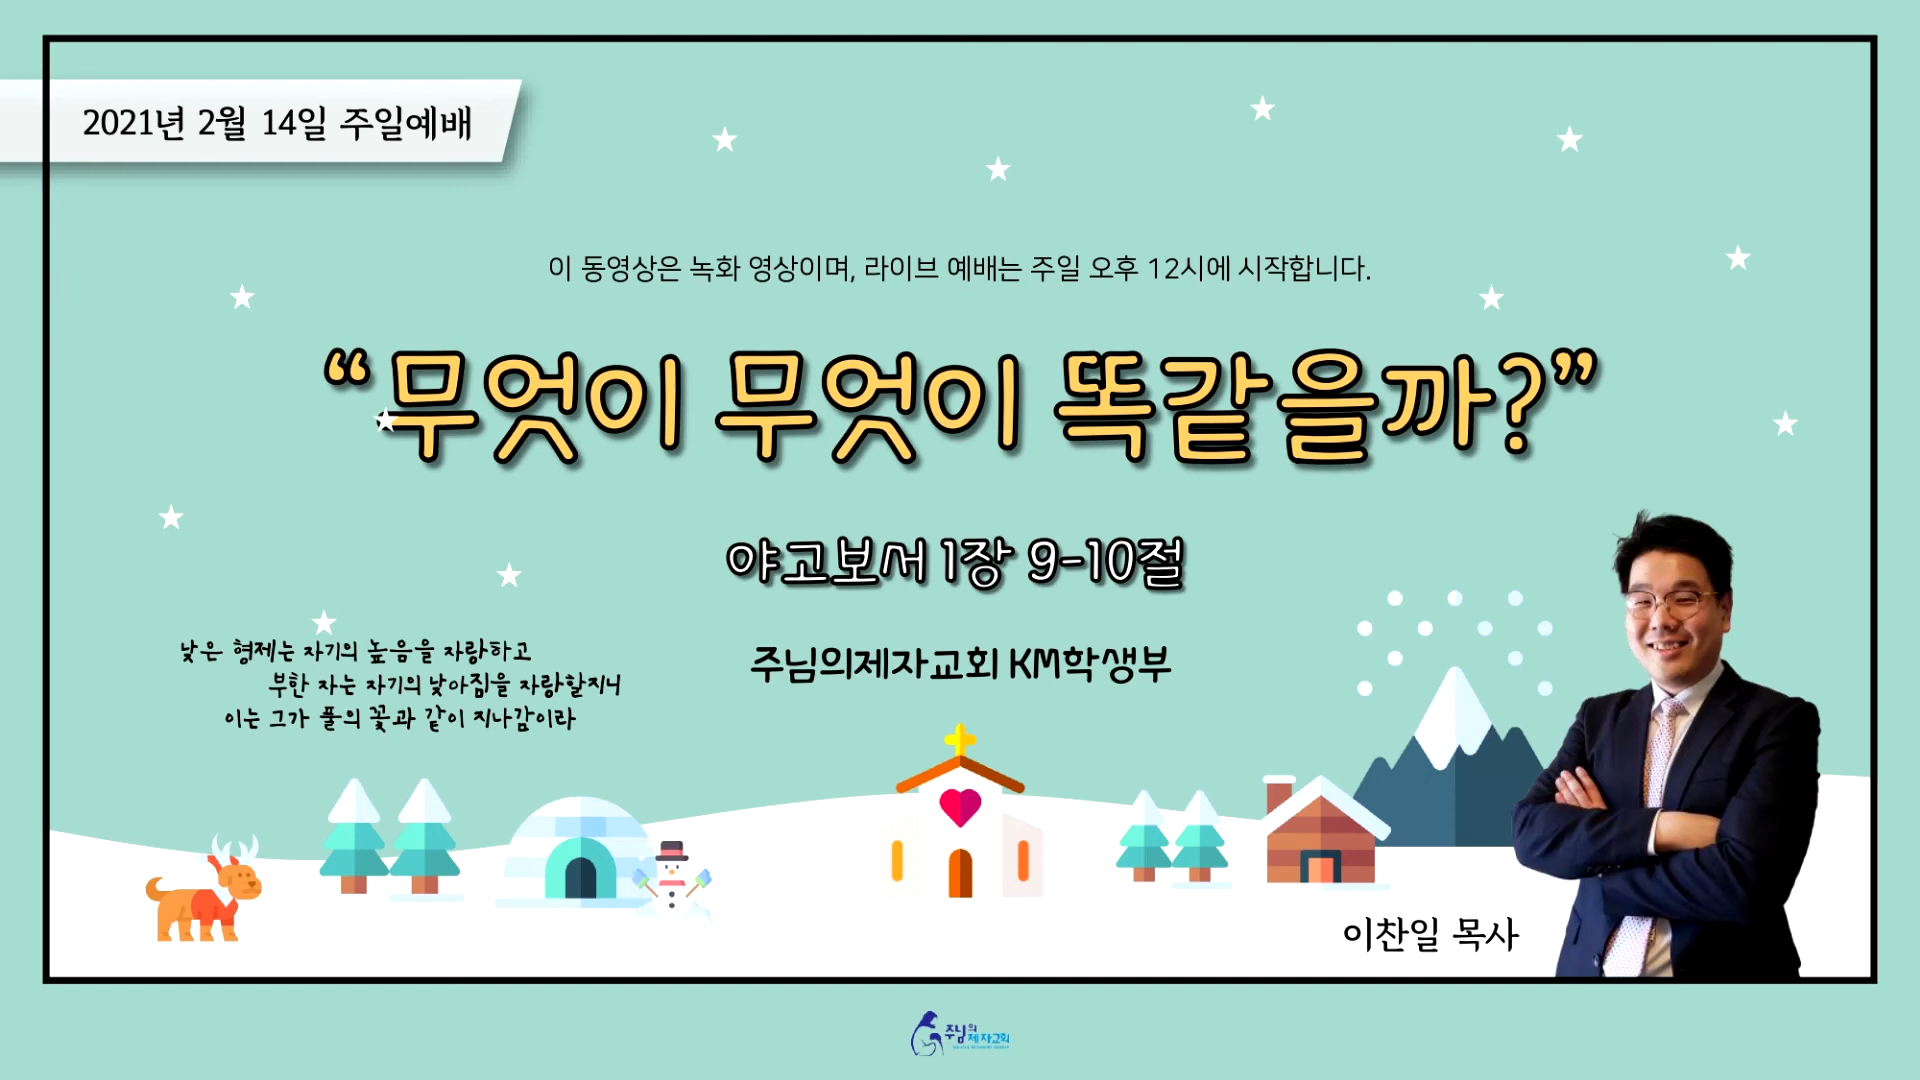 2021년 2월 14일 주일예배
이 동영상은 녹화 영상이며, 라이브 예배는 주일 오후 12시에 시작합니다.
“무엇이 무엇이 똑같을까?”
야고보서 1장 9-10절
주님의제자교회 KM학생부
낮은 형제는 자기의 높음을 자랑하고
부한 자는 자기의 낮아짐을 자랑할지니
이는 그가 풀의 꽃과 같이 지나감이라
이찬일 목사
주님의
제자교회